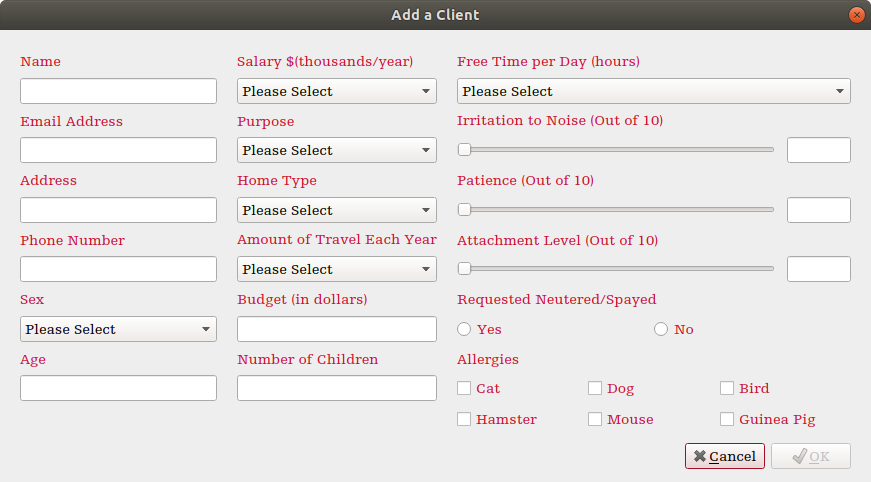 Add a Client
Name
Email Address
Address
Phone Number
Sex
Please Select
Age
Salary $(thousands/year)
Please Select
Purpose
Please Select
Home Type
Please Select
Amount of Travel Each Year
Please Select
Budget (in dollars)
Number of Children
Free Time per Day (hours)
Please Select
Irritation to Noise (Out of 10)
Patience (Out of 10)
Attachment Level (Out of 10)
Requested Neutered/Spayed
Yes No
Allergies
Cat Dog Bird
Hamster Mouse Guinea Pig
Cancel OK